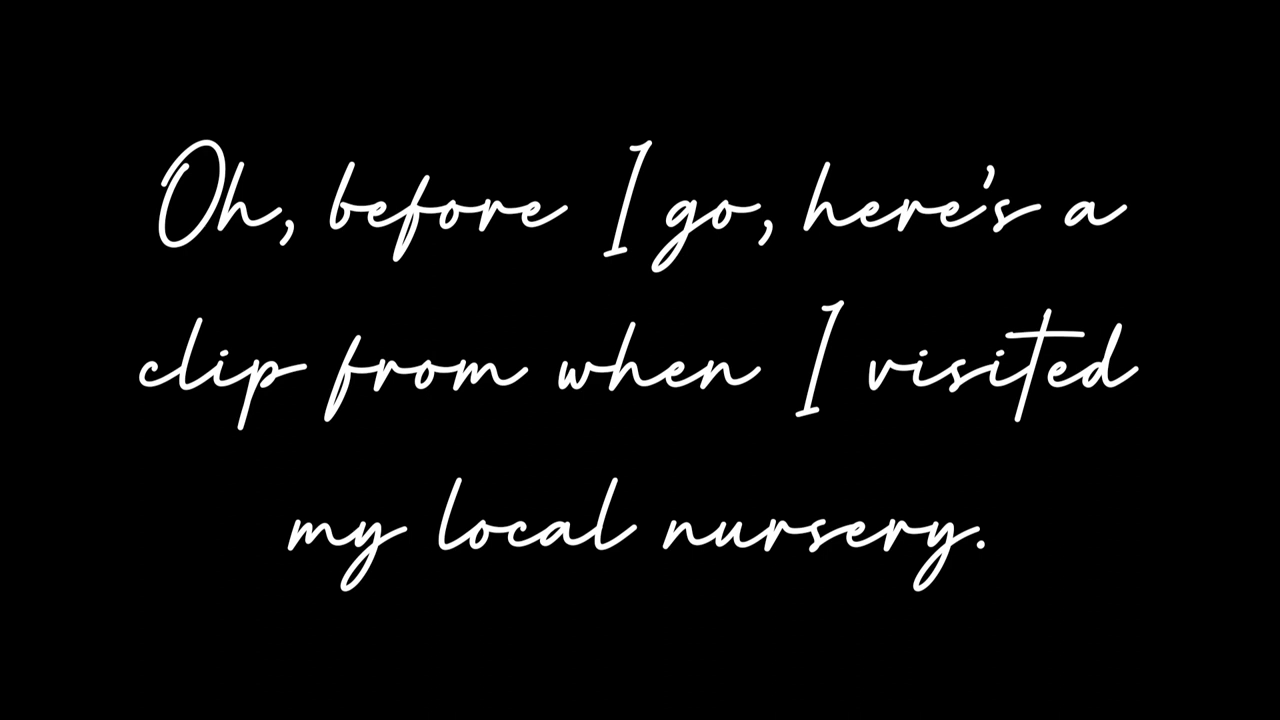 Oh, before I go, here's a
clip from when I visited
my local nursery.